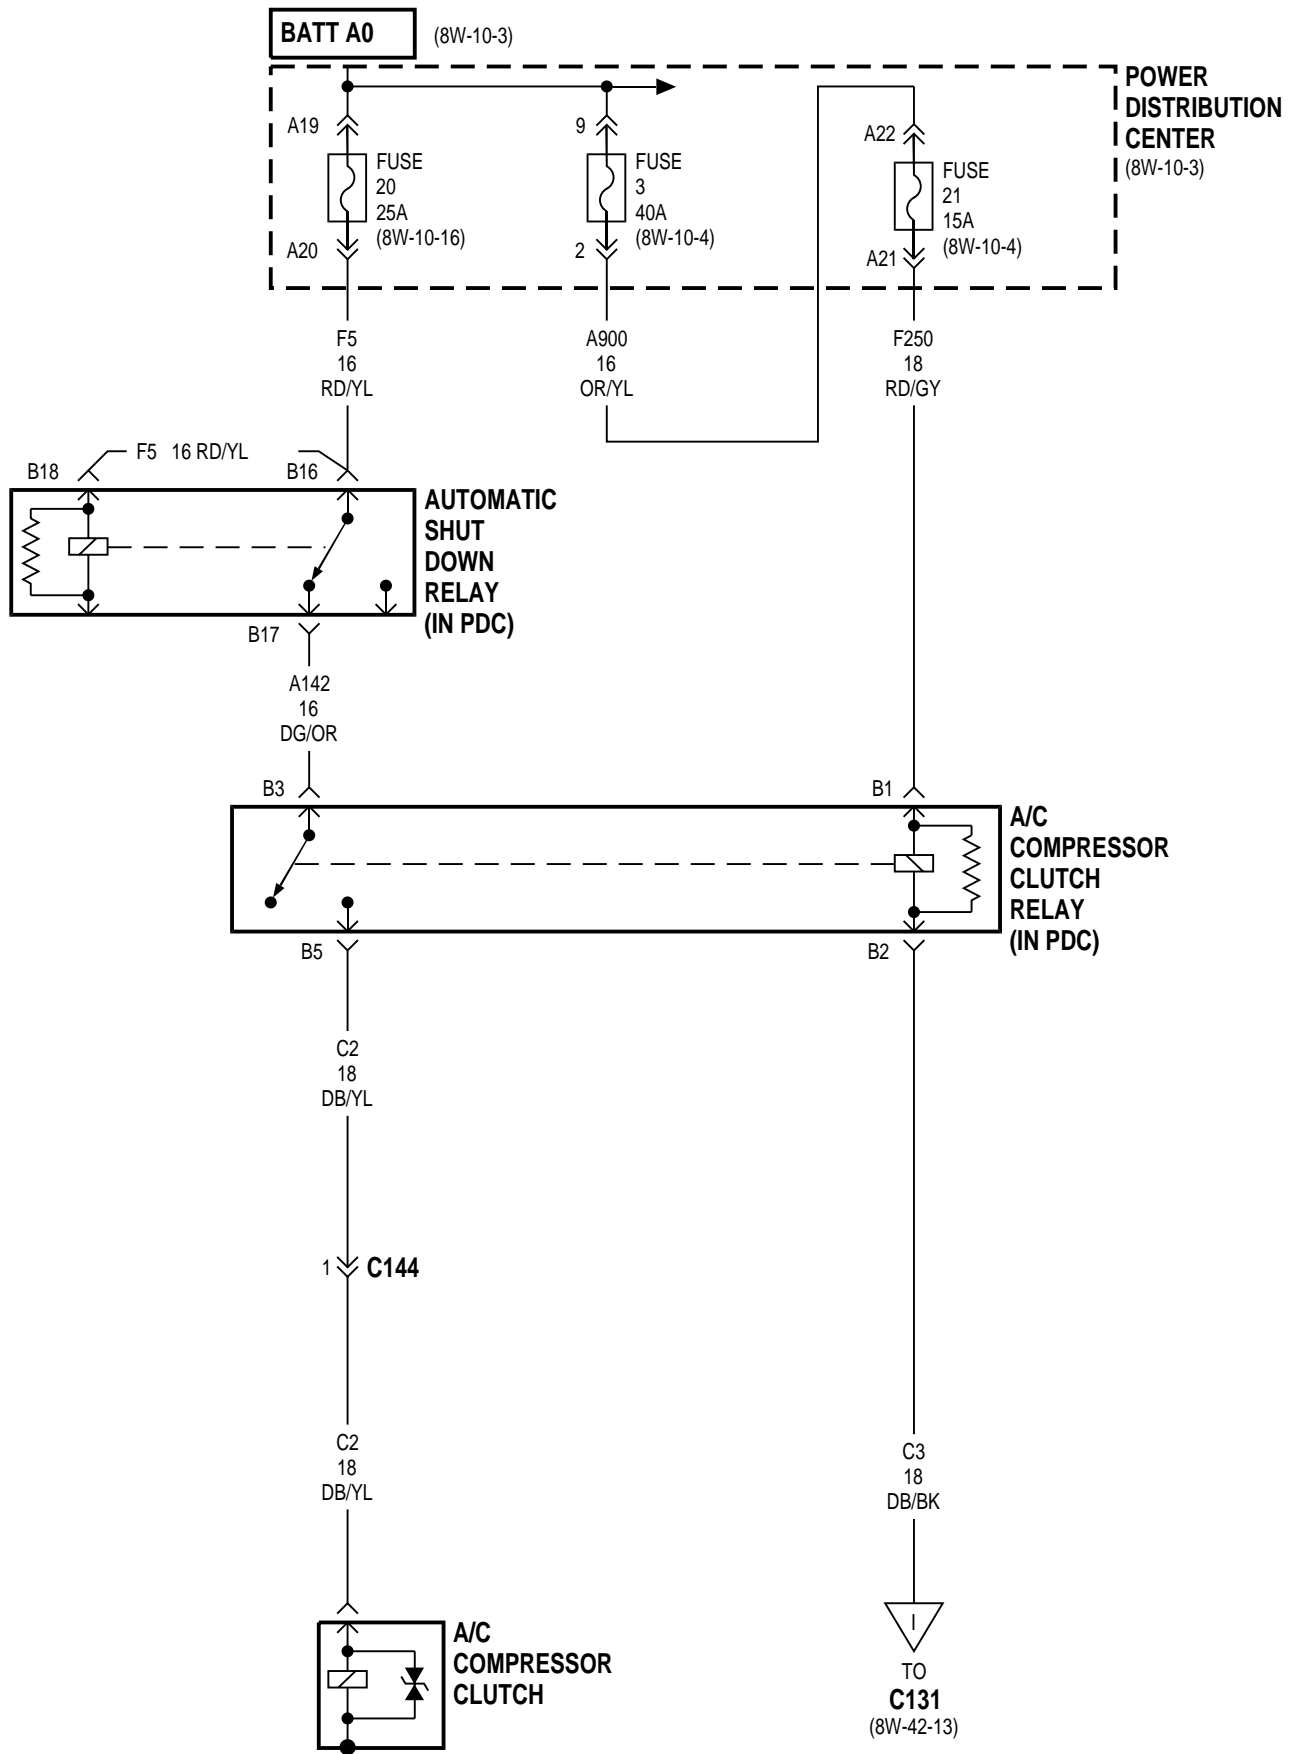 BATT A0 (8W-10-3)
POWER
DISTRIBUTION
CENTER
(8W-10-3)
A19
FUSE
20
25A
(8W-10-16)
A20
9
FUSE
3
40A
(8W-10-4)
2
A22
FUSE
21
15A
(8W-10-4)
A21
F5
16
RD/YL
A900
16
OR/YL
F250
18
RD/GY
F5 16 RD/YL
B18
B16
AUTOMATIC
SHUT
DOWN
RELAY
(IN PDC)
B17
A142
16
DG/OR
B3
B1
A/C
COMPRESSOR
CLUTCH
RELAY
(IN PDC)
B5
B2
C2
18
DB/YL
1 C144
C2
18
DB/YL
C3
18
DB/BK
A/C
COMPRESSOR
CLUTCH
I
TO
C131
(8W-42-13)